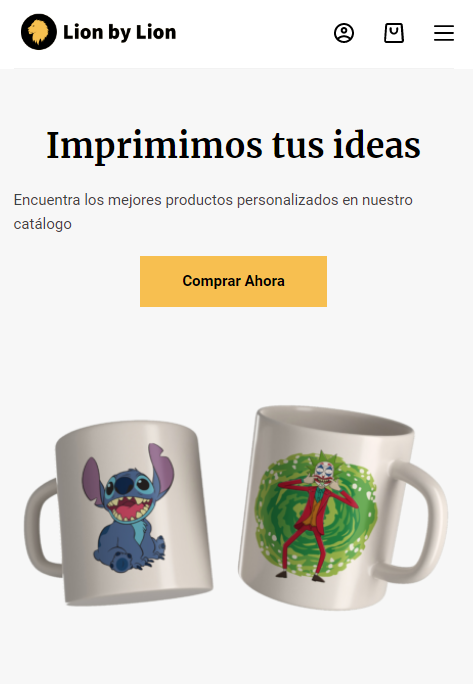 Lion by Lion
Imprimimos tus ideas
Encuentra los mejores productos personalizados en nuestro
catálogo
Comprar Ahora